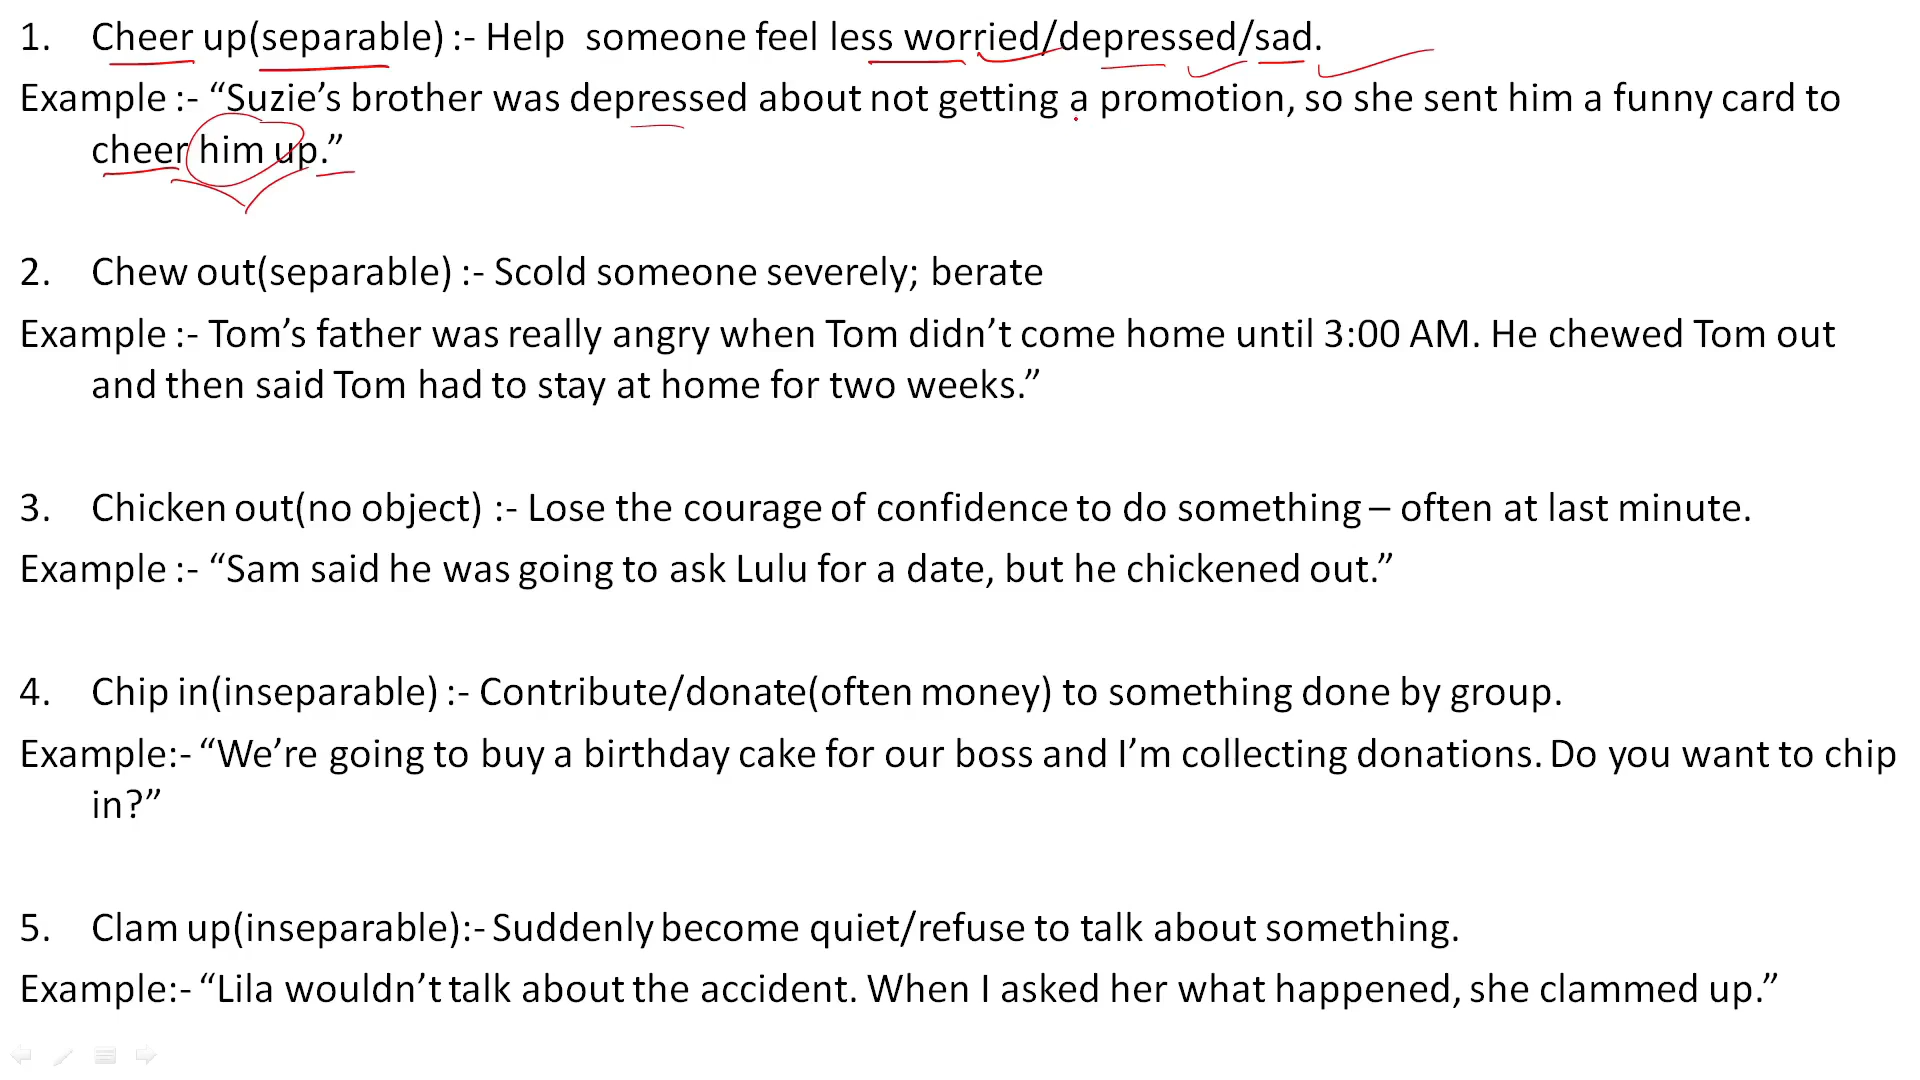 1. Cheer up(separable) :- Help someone feel less worried/depressed/sad.
Example :- “Suzie’s brother was depressed about not getting a promotion, so she sent him a funny card to
cheer him up.”
2. Chew out(separable) :- Scold someone severely; berate
Example :- Tom’s father was really angry when Tom didn’t come home until 3:00 AM. He chewed Tom out
and then said Tom had to stay at home for two weeks.”
3. Chicken out(no object) :- Lose the courage of confidence to do something – often at last minute.
Example :- “Sam said he was going to ask Lulu for a date, but he chickened out.”
4. Chip in(inseparable) :- Contribute/donate(often money) to something done by group.
Example:- “We’re going to buy a birthday cake for our boss and I’m collecting donations. Do you want to chip
in?”
5. Clam up(inseparable):- Suddenly become quiet/refuse to talk about something.
Example:- “Lila wouldn’t talk about the accident. When I asked her what happened, she clammed up.”